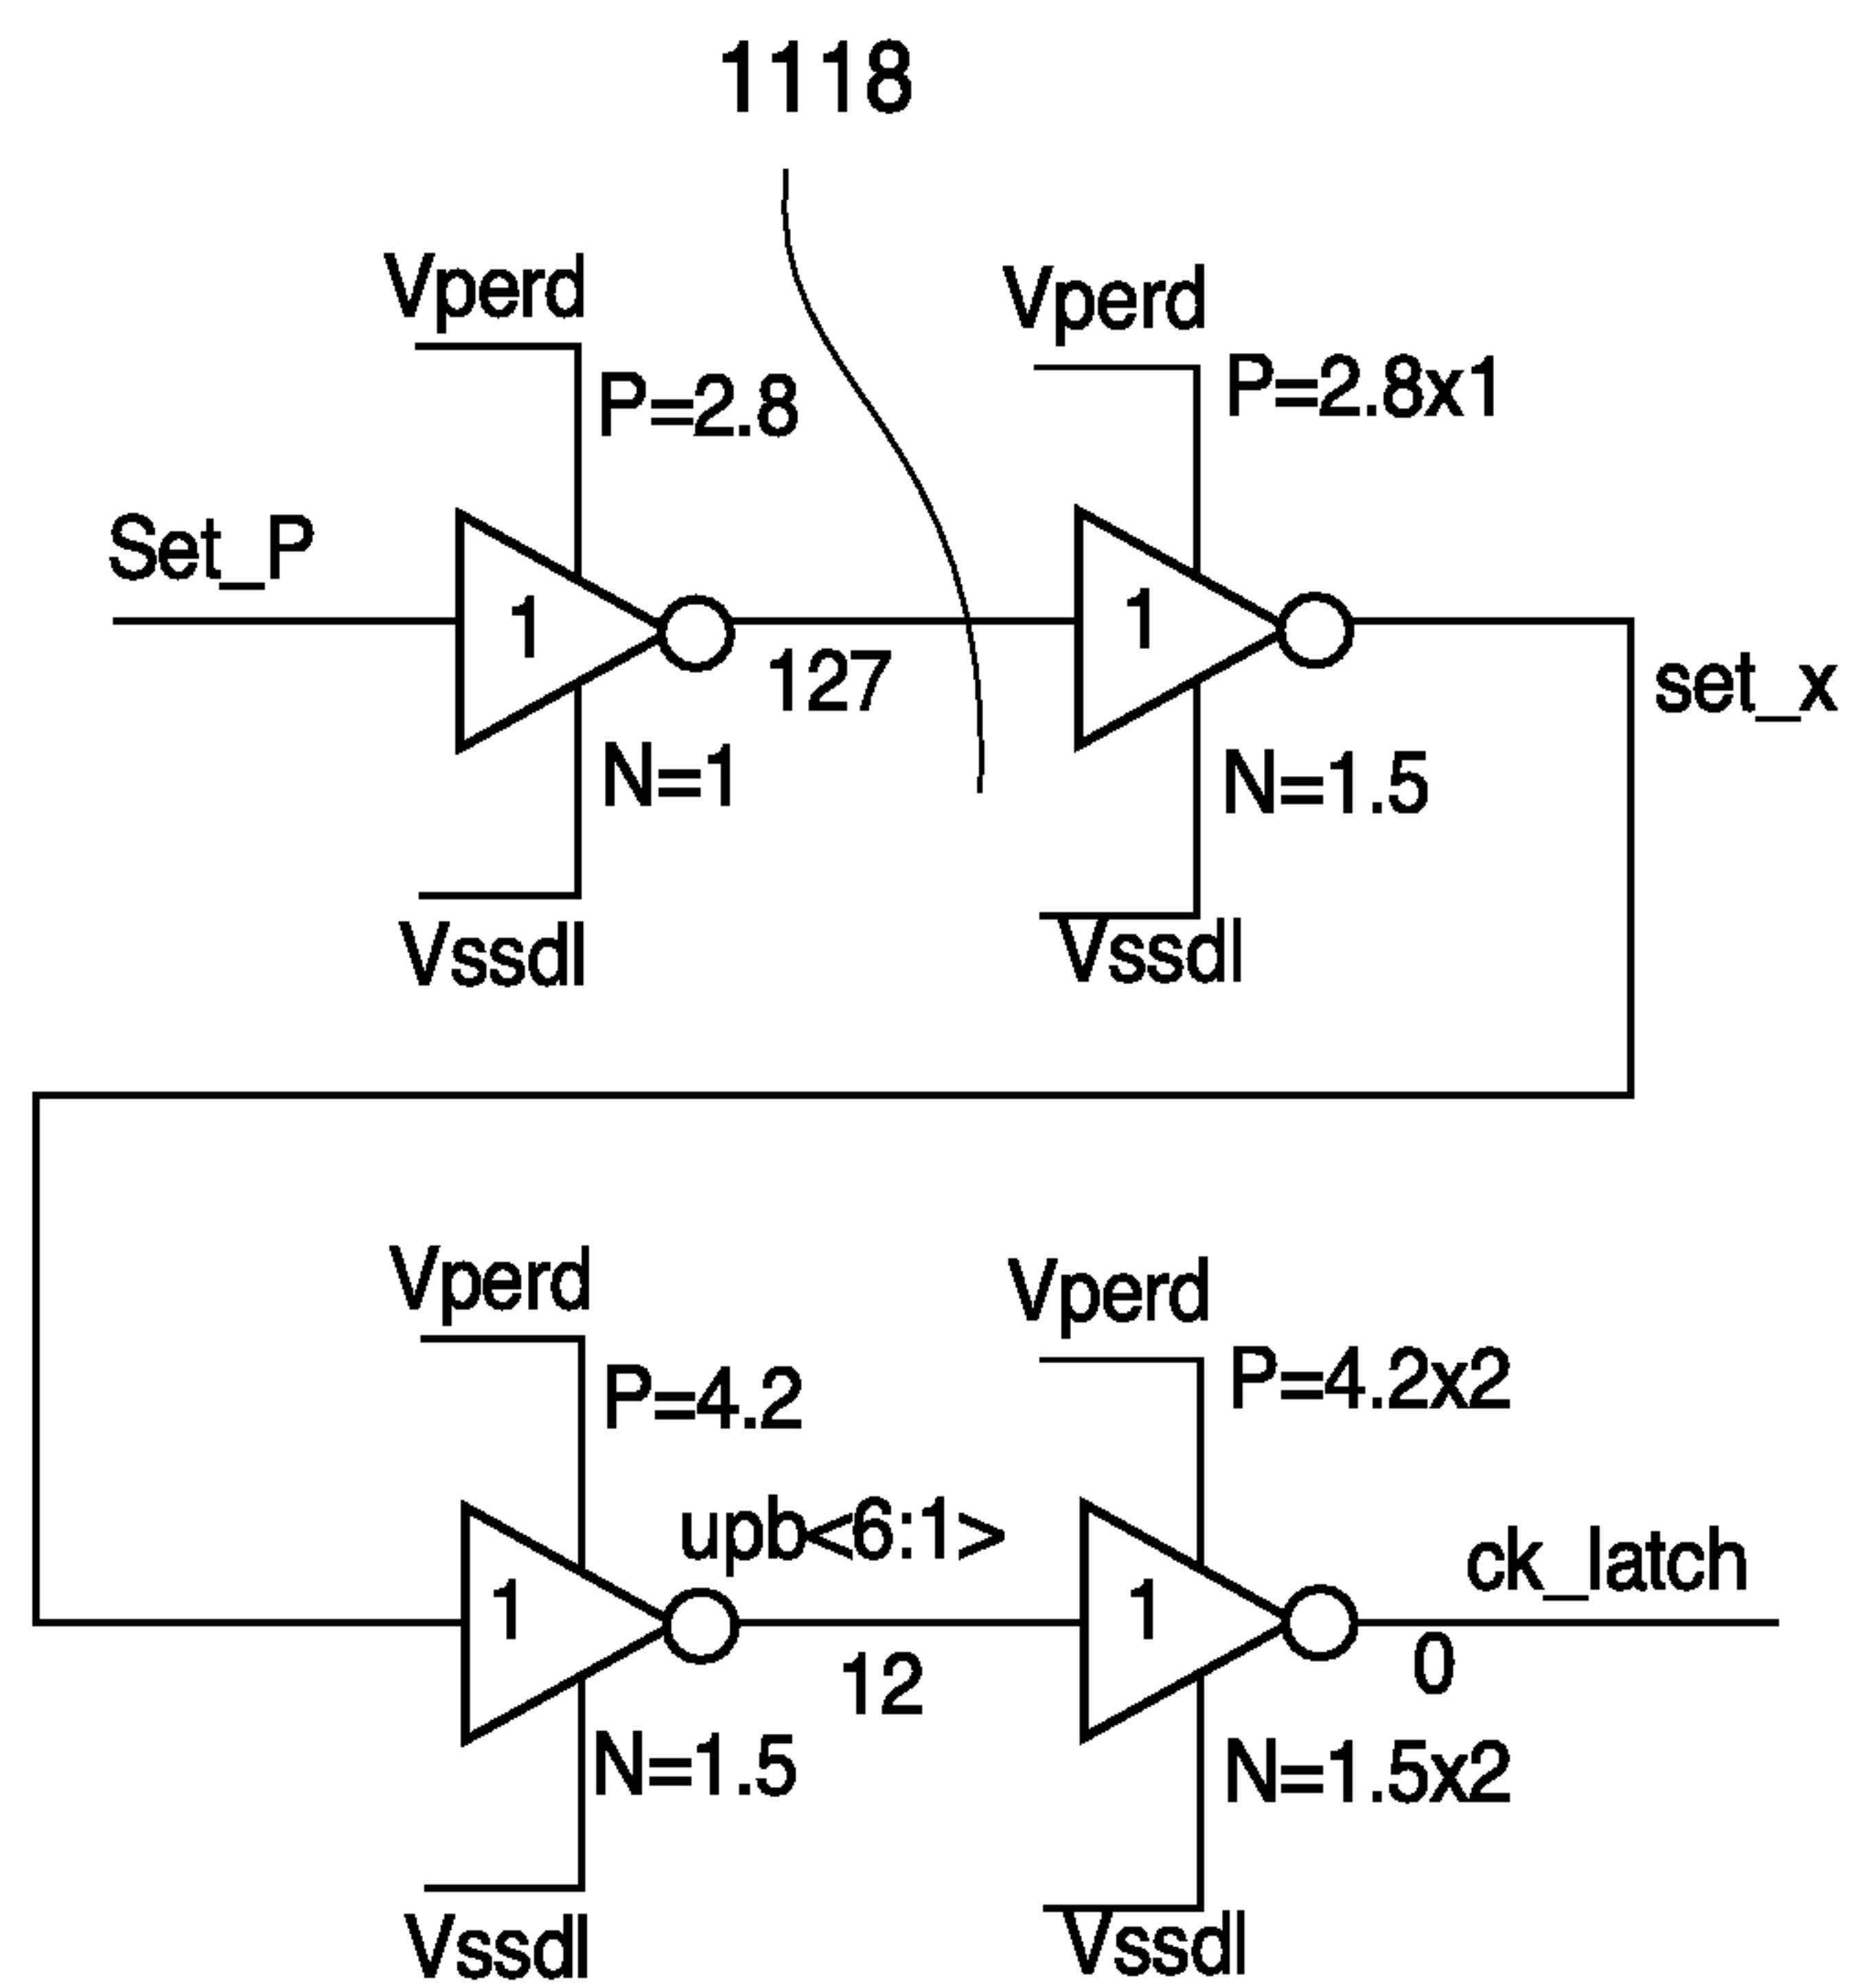 1118
Vperd
Vperd
P=2.8
P=2.8x1
Set_P
1
1
127
set_x
N=1
N=1.5
Vssdl
Vssdl
Vperd
Vperd
P=4.2
P=4.2x2
upb<6:1>
ck_latch
1
1
12
0
N=1.5
N=1.5x2
Vssdl
Vssdl